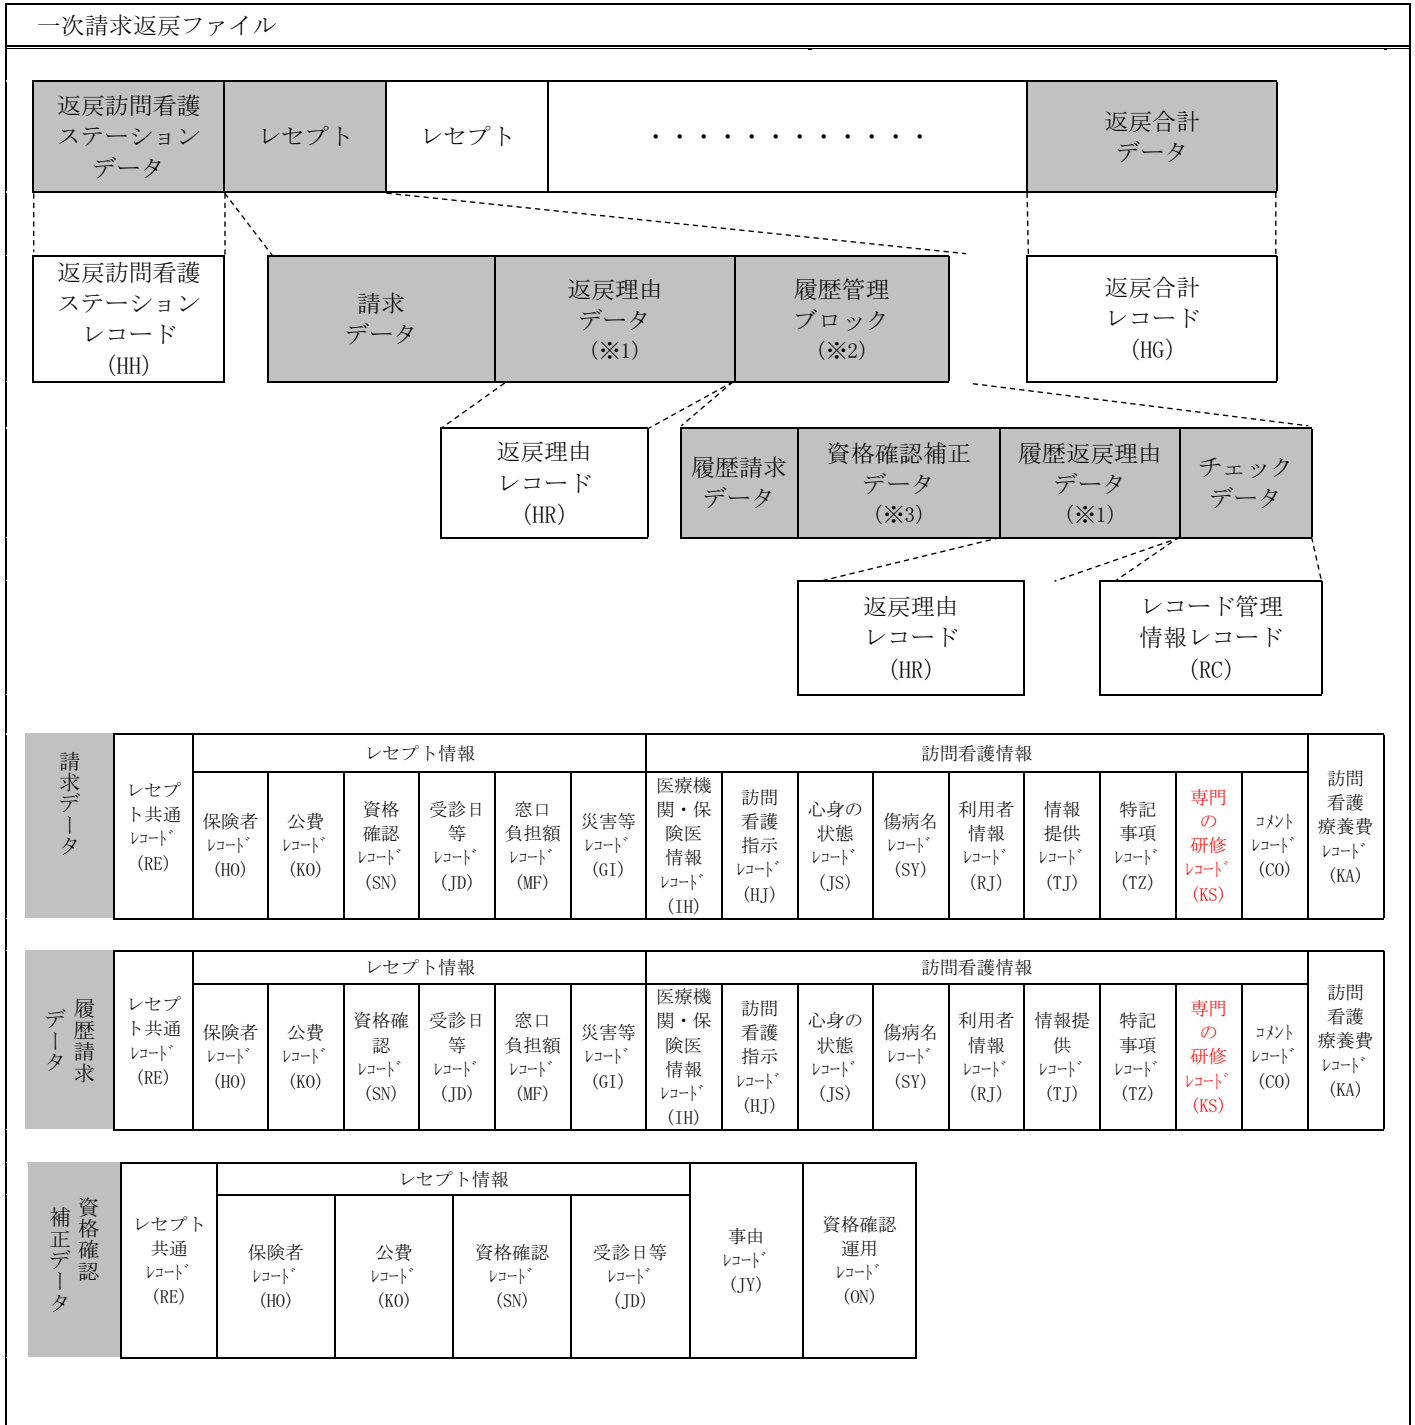 一次請求返戻ファイル
返戻訪問看護
ステーション
データ
レセプト
レセプト
・・・・・・・・・・・・
返戻合計
データ
返戻訪問看護
ステーション
レコード
(HH)
請求
データ
返戻理由
データ
(※1)
履歴管理
ブロック
(※2)
返戻合計
レコード
(HG)
返戻理由
レコード
(HR)
履歴請求
データ
資格確認補正
データ
(※3)
履歴返戻理由
データ
(※1)
チェック
データ
返戻理由
レコード
(HR)
レコード管理
情報レコード
(RC)
請求データ
レセプ
ト共通
ﾚｺｰﾄﾞ
(RE)
レセプト情報
保険者
ﾚｺｰﾄﾞ
(HO)
公費
ﾚｺｰﾄﾞ
(KO)
資格
確認
ﾚｺｰﾄﾞ
(SN)
受診日
等
ﾚｺｰﾄﾞ
(JD)
窓口
負担額
ﾚｺｰﾄﾞ
(MF)
災害等
ﾚｺｰﾄﾞ
(GI)
訪問看護情報
医療機
関・保
険医
情報
ﾚｺｰﾄﾞ
(IH)
訪問
看護
指示
ﾚｺｰﾄﾞ
(HJ)
心身の
状態
ﾚｺｰﾄﾞ
(JS)
傷病名
ﾚｺｰﾄﾞ
(SY)
利用者
情報
ﾚｺｰﾄﾞ
(RJ)
情報
提供
ﾚｺｰﾄﾞ
(TJ)
特記
事項
ﾚｺｰﾄﾞ
(TZ)
専門
の
研修
ﾚｺｰﾄﾞ
(KS)
ｺﾒﾝﾄ
ﾚｺｰﾄﾞ
(CO)
訪問
看護
療養費
ﾚｺｰﾄﾞ
(KA)
履歴請求
データ
レセプ
ト共通
ﾚｺｰﾄﾞ
(RE)
レセプト情報
保険者
ﾚｺｰﾄﾞ
(HO)
公費
ﾚｺｰﾄﾞ
(KO)
資格確
認
ﾚｺｰﾄﾞ
(SN)
受診日
等
ﾚｺｰﾄﾞ
(JD)
窓口
負担額
ﾚｺｰﾄﾞ
(MF)
災害等
ﾚｺｰﾄﾞ
(GI)
訪問看護情報
医療機
関・保
険医
情報
ﾚｺｰﾄﾞ
(IH)
訪問
看護
指示
ﾚｺｰﾄﾞ
(HJ)
心身の
状態
ﾚｺｰﾄﾞ
(JS)
傷病名
ﾚｺｰﾄﾞ
(SY)
利用者
情報
ﾚｺｰﾄﾞ
(RJ)
情報提
供
ﾚｺｰﾄﾞ
(TJ)
特記
事項
ﾚｺｰﾄﾞ
(TZ)
専門
の
研修
ﾚｺｰﾄﾞ
(KS)
ｺﾒﾝﾄ
ﾚｺｰﾄﾞ
(CO)
訪問
看護
療養費
ﾚｺｰﾄﾞ
(KA)
資格確認
補正データ
レセプト
共通
ﾚｺｰﾄﾞ
(RE)
レセプト情報
保険者
ﾚｺｰﾄﾞ
(HO)
公費
ﾚｺｰﾄﾞ
(KO)
資格確認
ﾚｺｰﾄﾞ
(SN)
受診日等
ﾚｺｰﾄﾞ
(JD)
事由
ﾚｺｰﾄﾞ
(JY)
資格確認
運用
ﾚｺｰﾄﾞ
(ON)